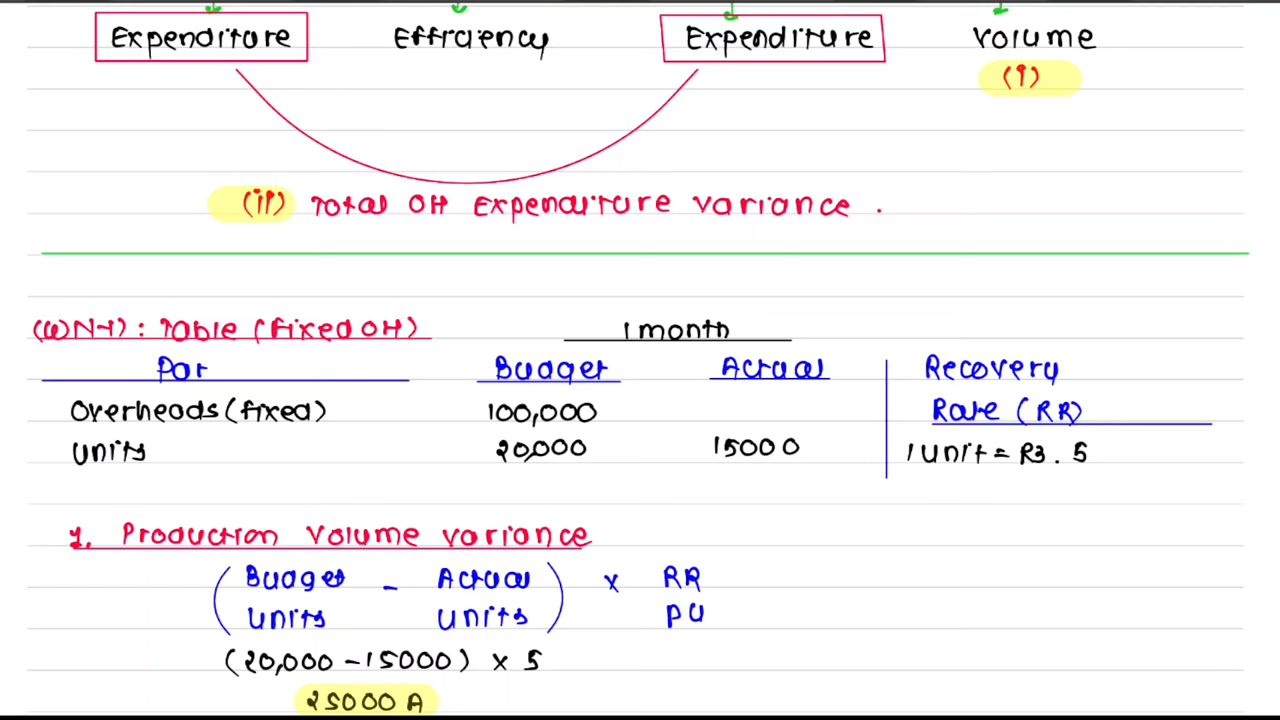 Expenditure Efficiency Expenditure Volume
(i)
(ii) Total OH Expenditure variance .
(WN-1) : Table (fixed OH) 1 month
Par Budget Actual Recovery
Overheads (fixed) 100,000 Rate (RR)
Units 20,000 15000 1 unit = Rs. 5
1. Production Volume variance
( Budget - Actual ) × RR
Units Units PU
(20,000 - 15000) × 5
25000 A